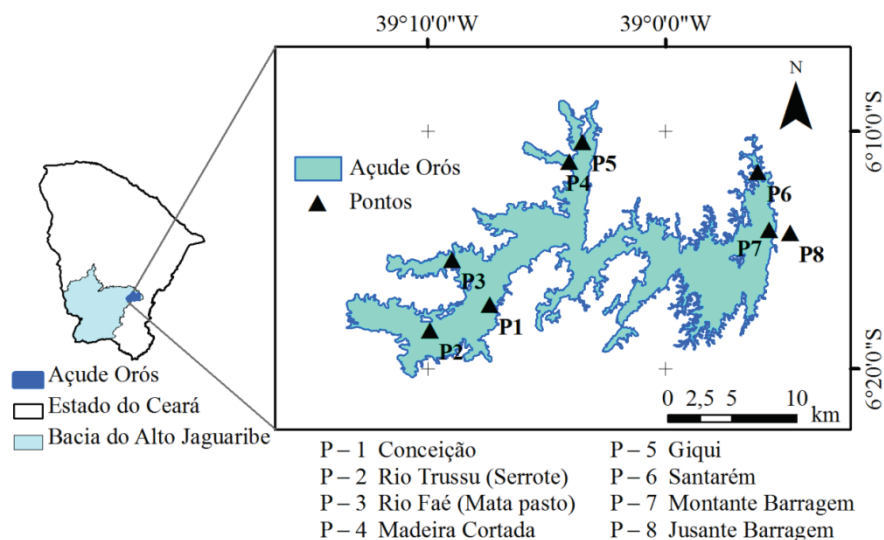 39°10'0"W
39°0'0"W
N
6°10'0"S
Açude Orós
Pontos
P5
P4
P6
P7
P8
P3
P1
P2
6°20'0"S
0 2,5 5 10
km
Açude Orós
Estado do Ceará
Bacia do Alto Jaguaribe
P – 1 Conceição
P – 2 Rio Trussu (Serrote)
P – 3 Rio Faé (Mata pasto)
P – 4 Madeira Cortada
P – 5 Giqui
P – 6 Santarém
P – 7 Montante Barragem
P – 8 Jusante Barragem